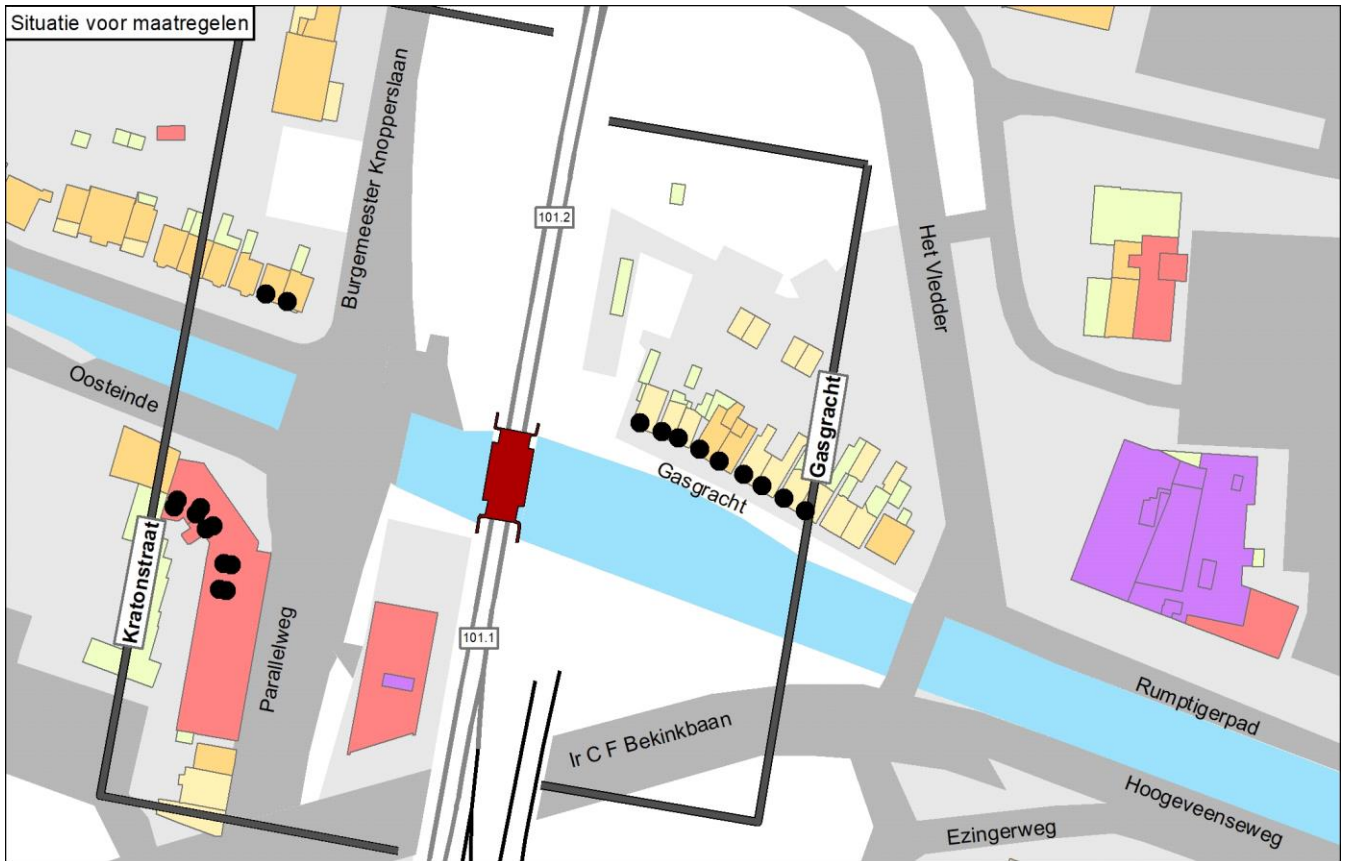 Situatie voor maatregelen
Burgemeester Knopperslaan
101.2
Het Vledder
Oosteinde
Gasgracht
Gasgracht
Kratonstraat
Parallelweg
101.1
Rumptigerpad
Ir C F Bekinkbaan
Hoogeveenseweg
Ezingerweg